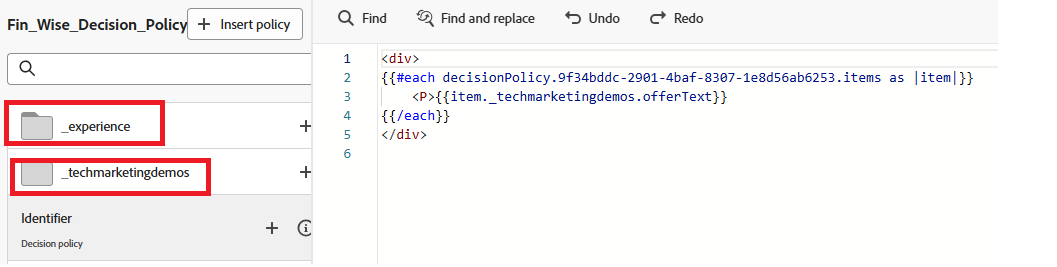 Fin_Wise_Decision_Policy
+ Insert policy
Find
Find and replace
Undo
Redo
_experience
_techmarketingdemos
Identifier
Decision policy
1 <div>
2 {{#each decisionPolicy.9f34bddc-2901-4baf-8307-1e8d56ab6253.items as |item|}}
3 <P>{{item._techmarketingdemos.offerText}}
4 {{/each}}
5 </div>
6